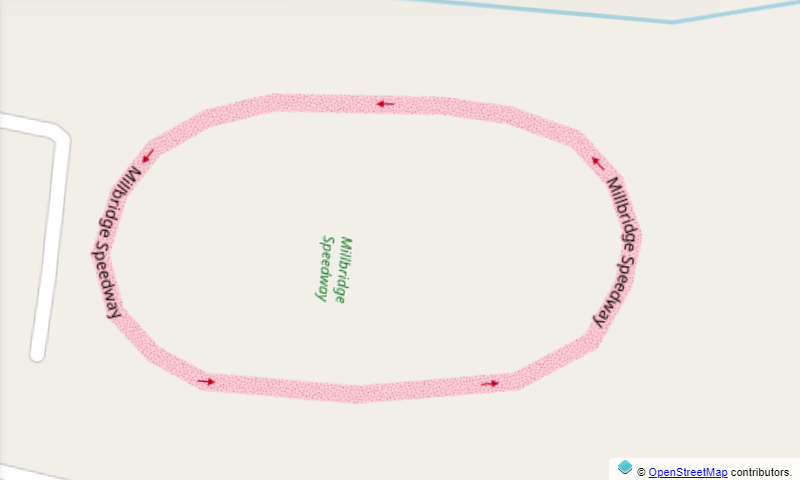 Millbridge Speedway
Millbridge Speedway
Millbridge
Speedway
© OpenStreetMap contributors.